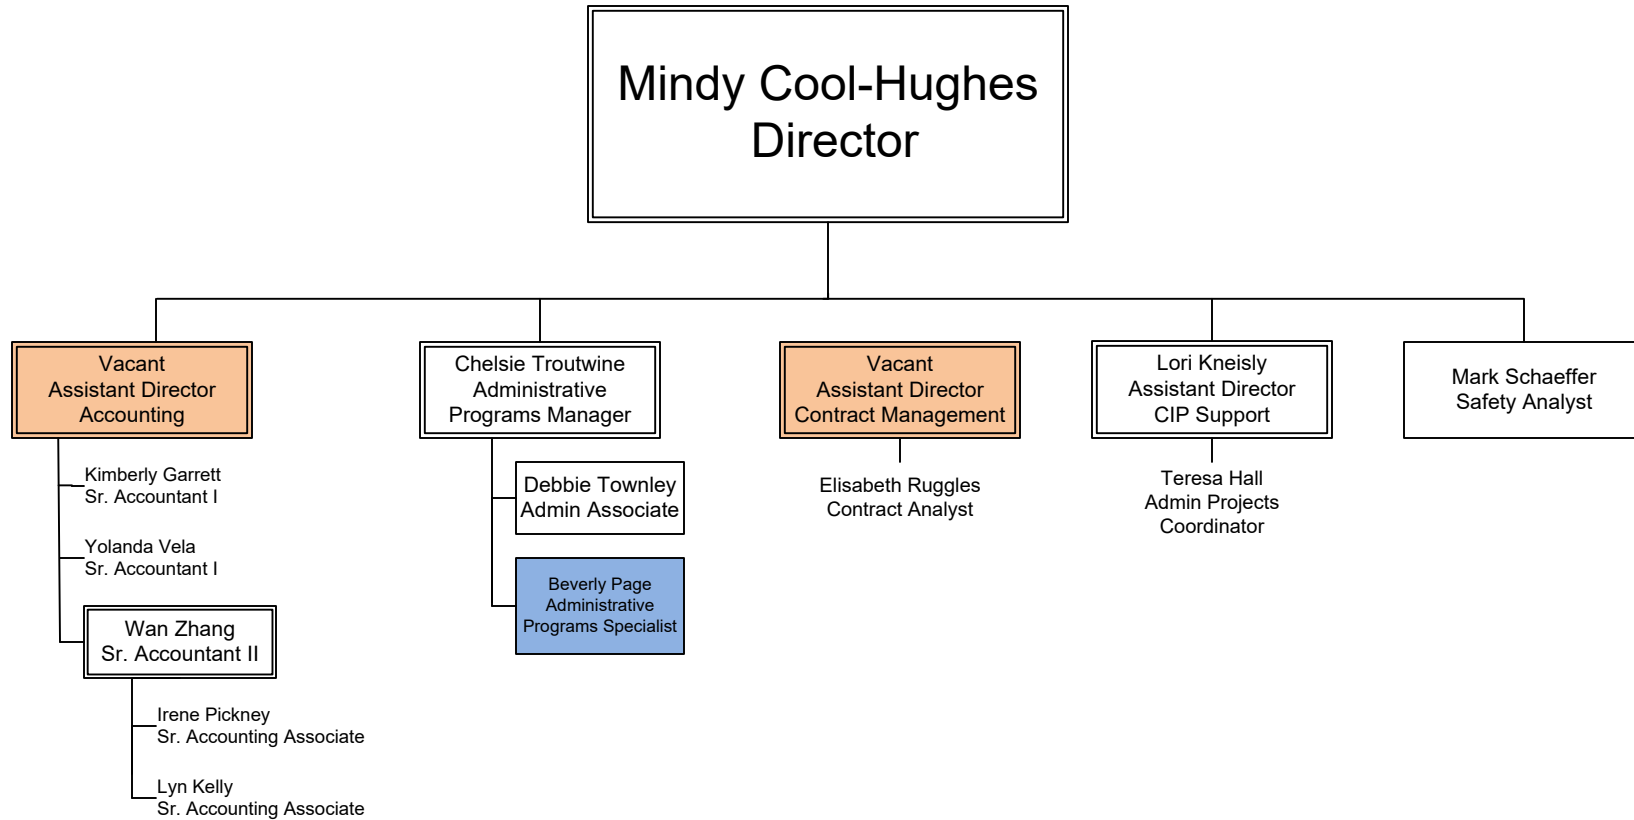 Mindy Cool-Hughes
Director
Vacant
Assistant Director
Accounting
Chelsie Troutwine
Administrative
Programs Manager
Vacant
Assistant Director
Contract Management
Lori Kneisly
Assistant Director
CIP Support
Mark Schaeffer
Safety Analyst
Kimberly Garrett
Sr. Accountant I
Yolanda Vela
Sr. Accountant I
Wan Zhang
Sr. Accountant II
Irene Pickney
Sr. Accounting Associate
Lyn Kelly
Sr. Accounting Associate
Debbie Townley
Admin Associate
Beverly Page
Administrative
Programs Specialist
Elisabeth Ruggles
Contract Analyst
Teresa Hall
Admin Projects
Coordinator